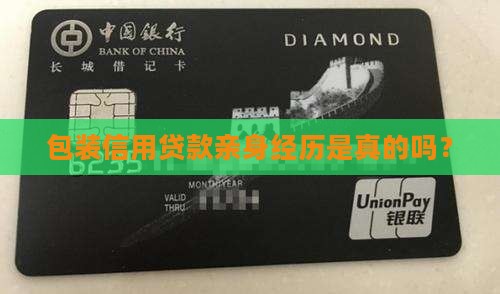 中国银行 DIAMOND
BANK OF CHINA
长城借记卡
包装信用贷款亲身经历是真的吗？
MONTH/YEAR
VALID
THRU
UnionPay
银联